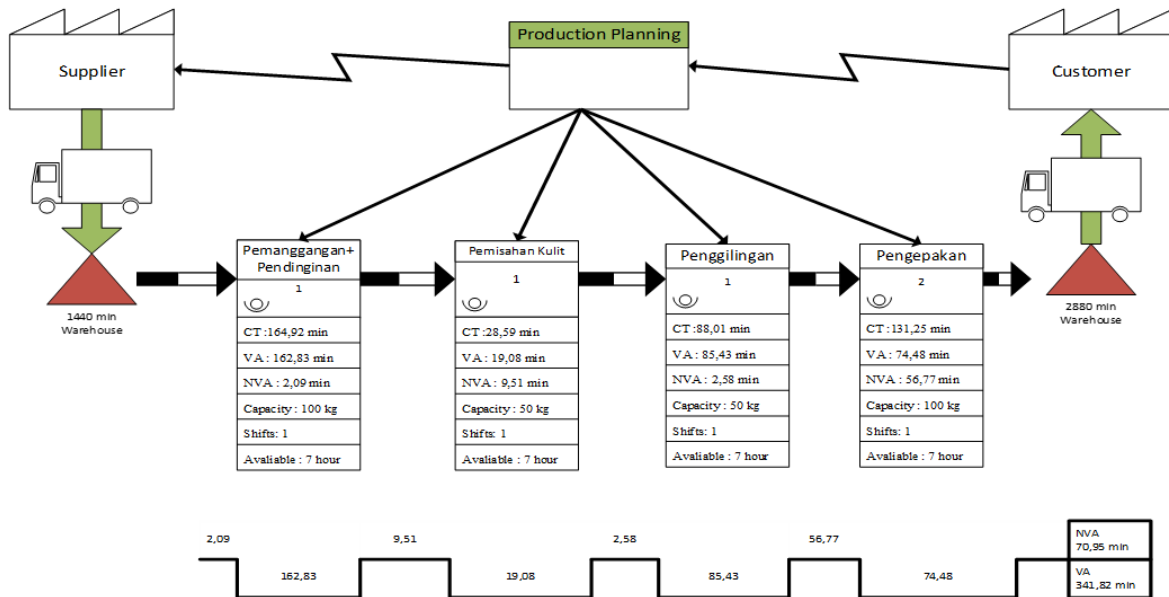 Supplier
Production Planning
Customer
1440 min
Warehouse
Pemanggangan+
Pendinginan
1
CT :164,92 min
VA : 162,83 min
NVA : 2,09 min
Capacity : 100 kg
Shifts: 1
Avaliable : 7 hour
Pemisahan Kulit
1
CT :28,59 min
VA : 19,08 min
NVA : 9,51 min
Capacity : 50 kg
Shifts: 1
Avaliable : 7 hour
Penggilingan
1
CT :88,01 min
VA : 85,43 min
NVA : 2,58 min
Capacity : 50 kg
Shifts: 1
Avaliable : 7 hour
Pengepakan
2
CT :131,25 min
VA : 74,48 min
NVA : 56,77 min
Capacity : 100 kg
Shifts: 1
Avaliable : 7 hour
2880 min
Warehouse
2,09
9,51
2,58
56,77
NVA
70,95 min
162,83
19,08
85,43
74,48
VA
341,82 min